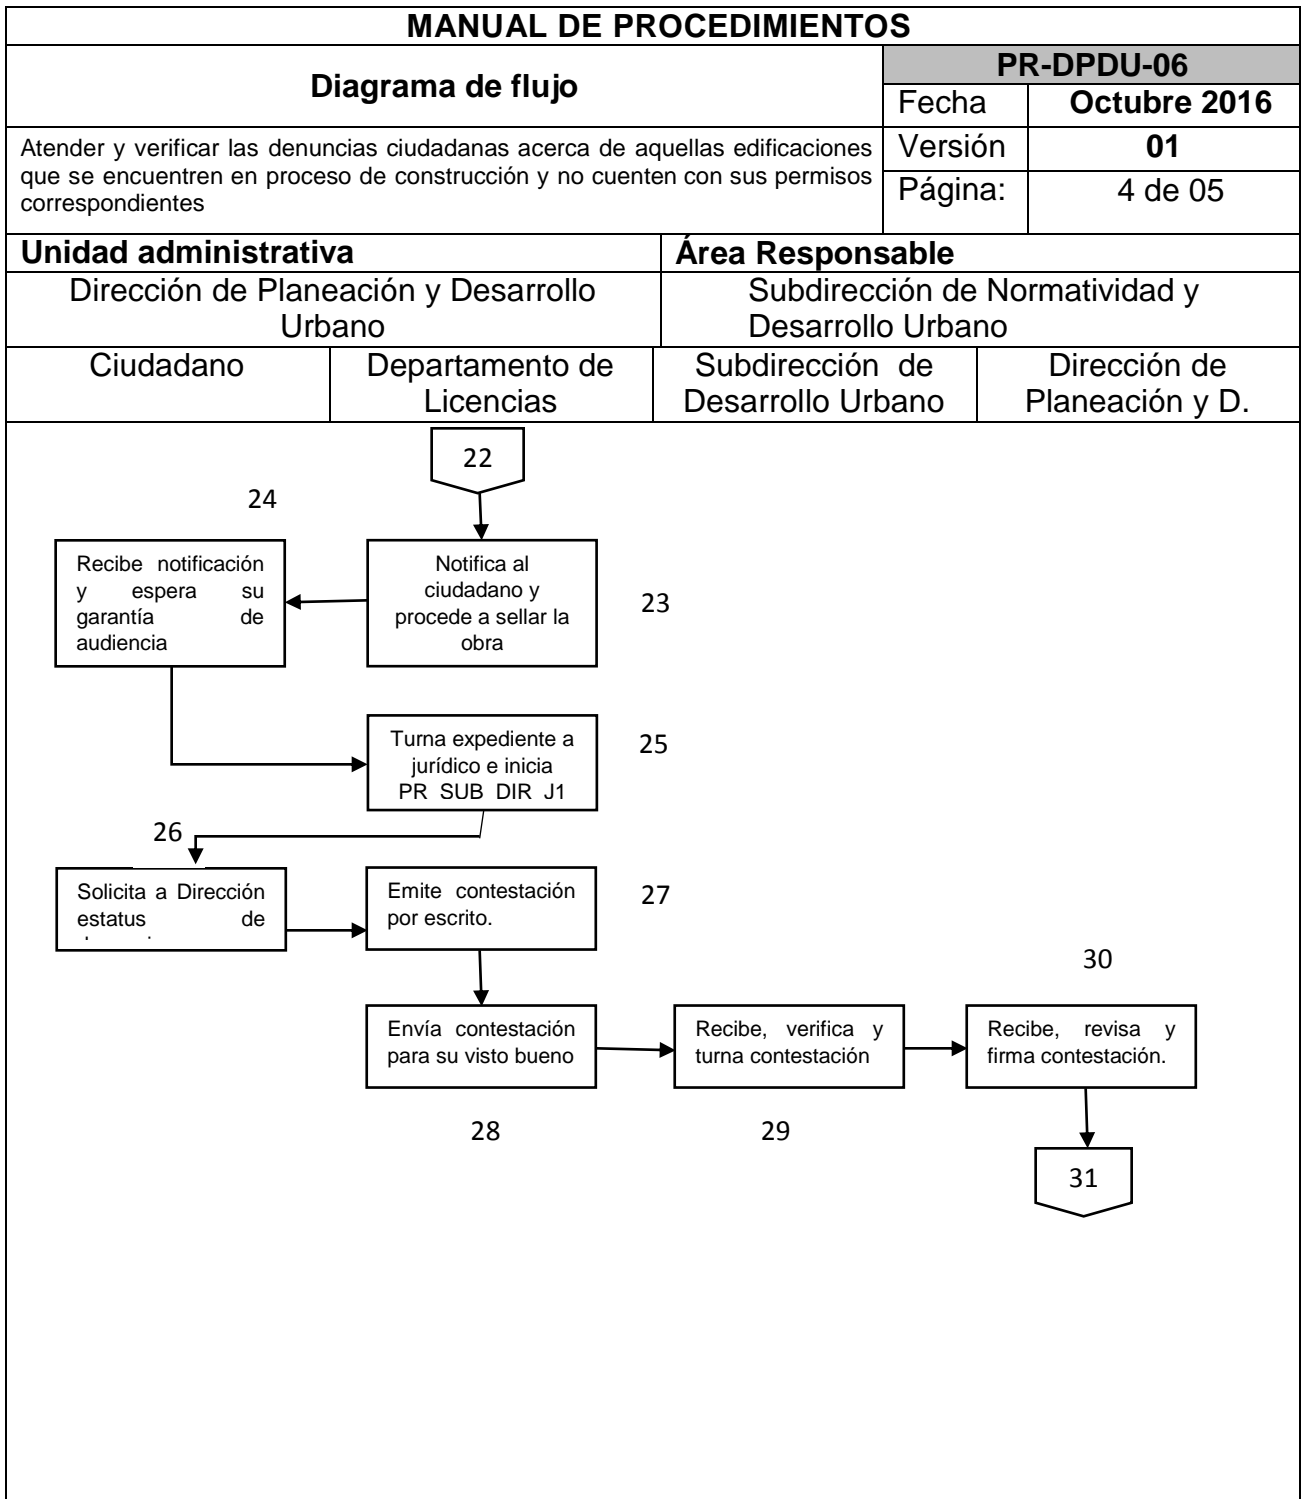 MANUAL DE PROCEDIMIENTOS
Diagrama de flujo
PR-DPDU-06
Fecha
Octubre 2016
Atender y verificar las denuncias ciudadanas acerca de aquellas edificaciones
que se encuentren en proceso de construcción y no cuenten con sus permisos
correspondientes
Versión
01
Página:
4 de 05
Unidad administrativa
Área Responsable
Dirección de Planeación y Desarrollo
Urbano
Subdirección de Normatividad y
Desarrollo Urbano
Ciudadano
Departamento de
Licencias
Subdirección de
Desarrollo Urbano
Dirección de
Planeación y D.
22
24
Recibe notificación
y espera su
garantía de
audiencia
Notifica al
ciudadano y
procede a sellar la
obra
23
Turna expediente a
jurídico e inicia
PR SUB DIR J1
25
26
Solicita a Dirección
estatus de
Emite contestación
por escrito.
27
30
Envía contestación
para su visto bueno
Recibe, verifica y
turna contestación
Recibe, revisa y
firma contestación.
28
29
31